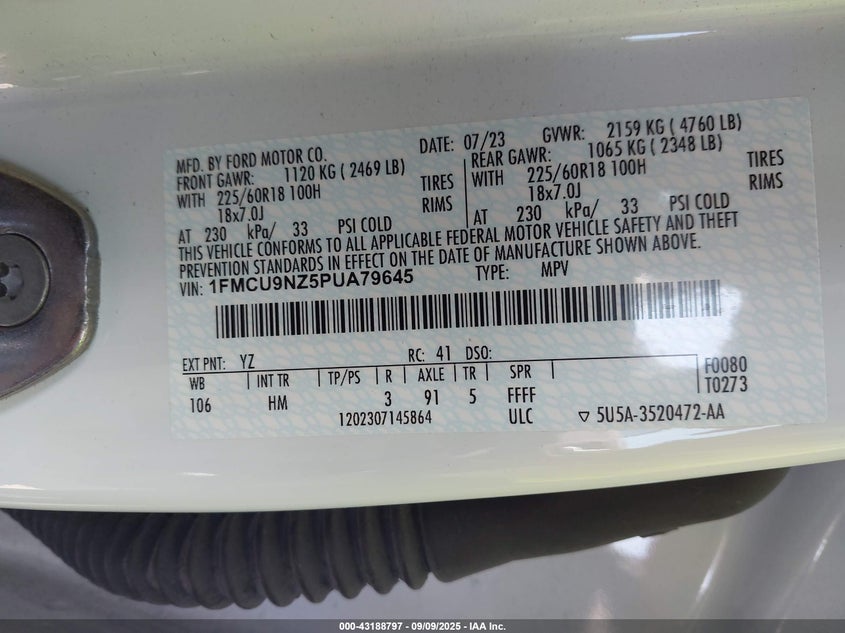 MFD. BY FORD MOTOR CO. DATE: 07/23 GVWR: 2159 KG ( 4760 LB)
FRONT GAWR: 1120 KG ( 2469 LB) REAR GAWR: 1065 KG ( 2348 LB)
WITH 225/60R18 100H TIRES WITH 225/60R18 100H TIRES
18x7.0J RIMS 18x7.0J RIMS
AT 230 kPa/ 33 PSI COLD AT 230 kPa/ 33 PSI COLD
THIS VEHICLE CONFORMS TO ALL APPLICABLE FEDERAL MOTOR VEHICLE SAFETY AND THEFT
PREVENTION STANDARDS IN EFFECT ON THE DATE OF MANUFACTURE SHOWN ABOVE.
VIN: 1FMCU9NZ5PUA79645 TYPE: MPV
EXT PNT: YZ RC: 41 DSO:
WB INT TR TP/PS R AXLE TR SPR F0080
106 HM 3 91 5 FFFF T0273
1202307145864 ULC ▽ 5U5A-3520472-AA
000-43188797 - 09/09/2025 - IAA Inc.